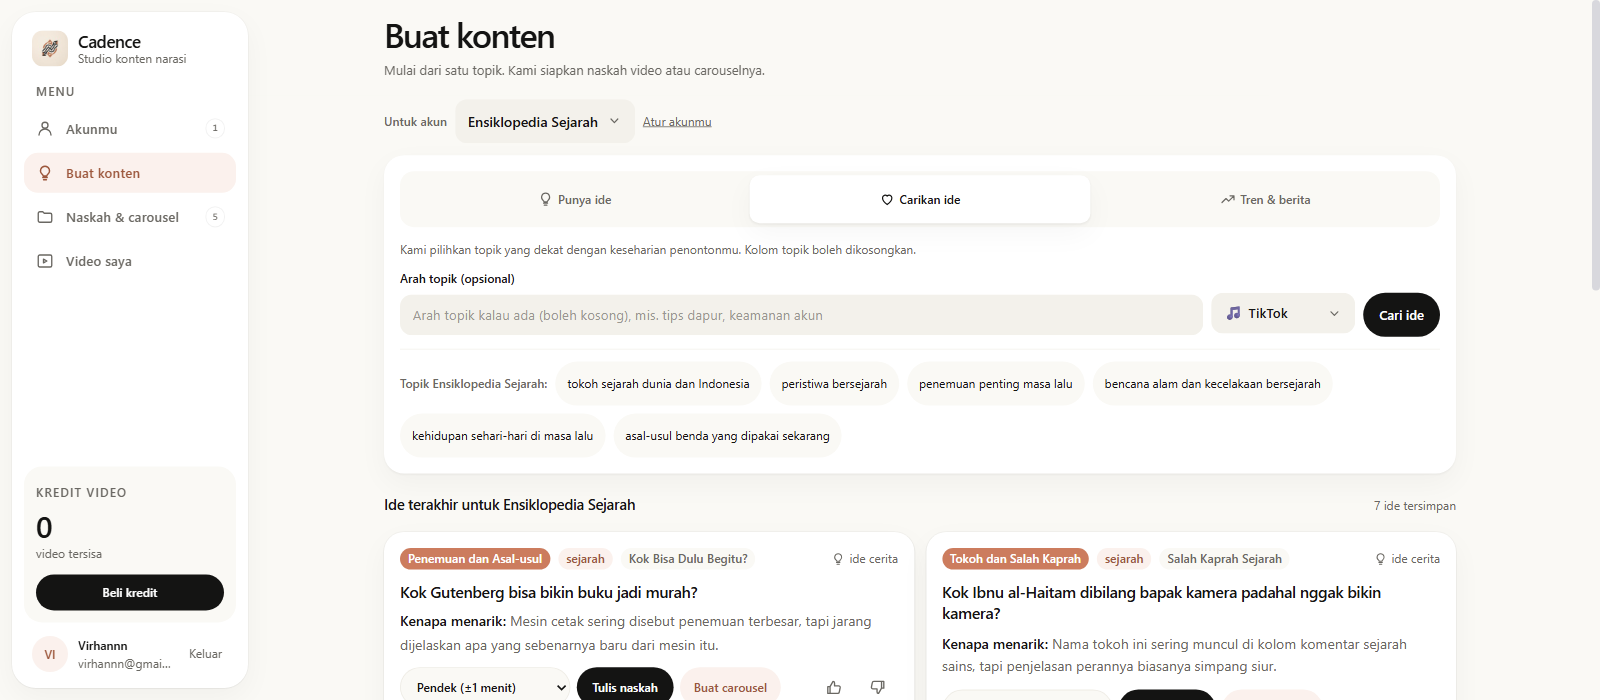 Cadence
Studio konten narasi
MENU
Akunmu 1
Buat konten
Naskah & carousel 5
Video saya
KREDIT VIDEO
0
video tersisa
Beli kredit
VI
Virhannn
virhannn@gmai...
Keluar
Buat konten
Mulai dari satu topik. Kami siapkan naskah video atau carouselnya.
Untuk akun Ensiklopedia Sejarah Atur akunmu
Punya ide Carikan ide Tren & berita
Kami pilihkan topik yang dekat dengan keseharian penontonmu. Kolom topik boleh dikosongkan.
Arah topik (opsional)
Arah topik kalau ada (boleh kosong), mis. tips dapur, keamanan akun TikTok Cari ide
Topik Ensiklopedia Sejarah: tokoh sejarah dunia dan Indonesia peristiwa bersejarah penemuan penting masa lalu bencana alam dan kecelakaan bersejarah
kehidupan sehari-hari di masa lalu asal-usul benda yang dipakai sekarang
Ide terakhir untuk Ensiklopedia Sejarah 7 ide tersimpan
Penemuan dan Asal-usul sejarah Kok Bisa Dulu Begitu? ide cerita
Kok Gutenberg bisa bikin buku jadi murah?
Kenapa menarik: Mesin cetak sering disebut penemuan terbesar, tapi jarang
dijelaskan apa yang sebenarnya baru dari mesin itu.
Pendek (±1 menit) Tulis naskah Buat carousel
Tokoh dan Salah Kaprah sejarah Salah Kaprah Sejarah ide cerita
Kok Ibnu al-Haitam dibilang bapak kamera padahal nggak bikin
kamera?
Kenapa menarik: Nama tokoh ini sering muncul di kolom komentar sejarah
sains, tapi penjelasan perannya biasanya simpang siur.